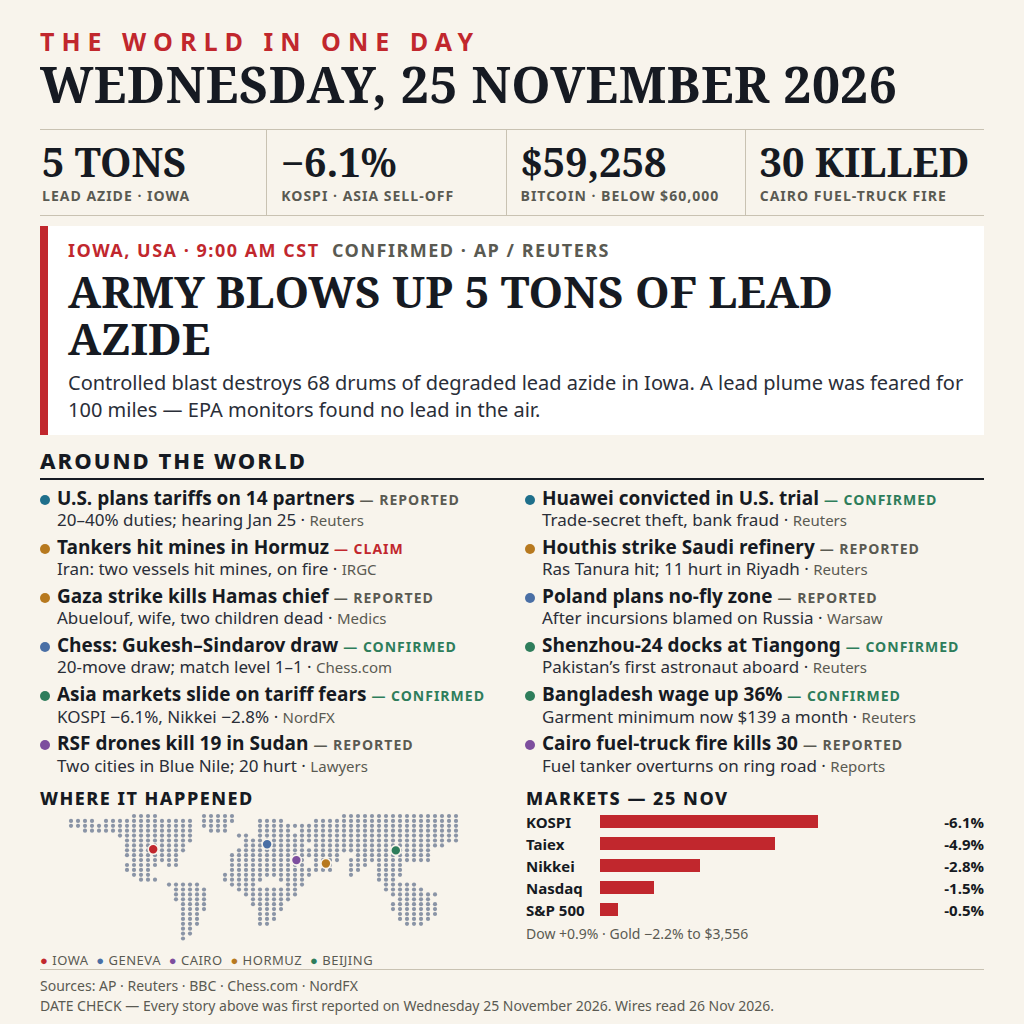 THE WORLD IN ONE DAY
WEDNESDAY, 25 NOVEMBER 2026
5 TONS
LEAD AZIDE · IOWA
−6.1%
KOSPI · ASIA SELL-OFF
$59,258
BITCOIN · BELOW $60,000
30 KILLED
CAIRO FUEL-TRUCK FIRE
IOWA, USA · 9:00 AM CST CONFIRMED · AP / REUTERS
ARMY BLOWS UP 5 TONS OF LEAD
AZIDE
Controlled blast destroys 68 drums of degraded lead azide in Iowa. A lead plume was feared for
100 miles — EPA monitors found no lead in the air.
AROUND THE WORLD
U.S. plans tariffs on 14 partners — REPORTED
20–40% duties; hearing Jan 25 · Reuters
Tankers hit mines in Hormuz — CLAIM
Iran: two vessels hit mines, on fire · IRGC
Gaza strike kills Hamas chief — REPORTED
Abuelouf, wife, two children dead · Medics
Chess: Gukesh–Sindarov draw — CONFIRMED
20-move draw; match level 1–1 · Chess.com
Asia markets slide on tariff fears — CONFIRMED
KOSPI −6.1%, Nikkei −2.8% · NordFX
RSF drones kill 19 in Sudan — REPORTED
Two cities in Blue Nile; 20 hurt · Lawyers
Huawei convicted in U.S. trial — CONFIRMED
Trade-secret theft, bank fraud · Reuters
Houthis strike Saudi refinery — REPORTED
Ras Tanura hit; 11 hurt in Riyadh · Reuters
Poland plans no-fly zone — REPORTED
After incursions blamed on Russia · Warsaw
Shenzhou-24 docks at Tiangong — CONFIRMED
Pakistan’s first astronaut aboard · Reuters
Bangladesh wage up 36% — CONFIRMED
Garment minimum now $139 a month · Reuters
Cairo fuel-truck fire kills 30 — REPORTED
Fuel tanker overturns on ring road · Reports
WHERE IT HAPPENED
● IOWA ● GENEVA ● CAIRO ● HORMUZ ● BEIJING
MARKETS — 25 NOV
KOSPI -6.1%
Taiex -4.9%
Nikkei -2.8%
Nasdaq -1.5%
S&P 500 -0.5%
Dow +0.9% · Gold −2.2% to $3,556
Sources: AP · Reuters · BBC · Chess.com · NordFX
DATE CHECK — Every story above was first reported on Wednesday 25 November 2026. Wires read 26 Nov 2026.